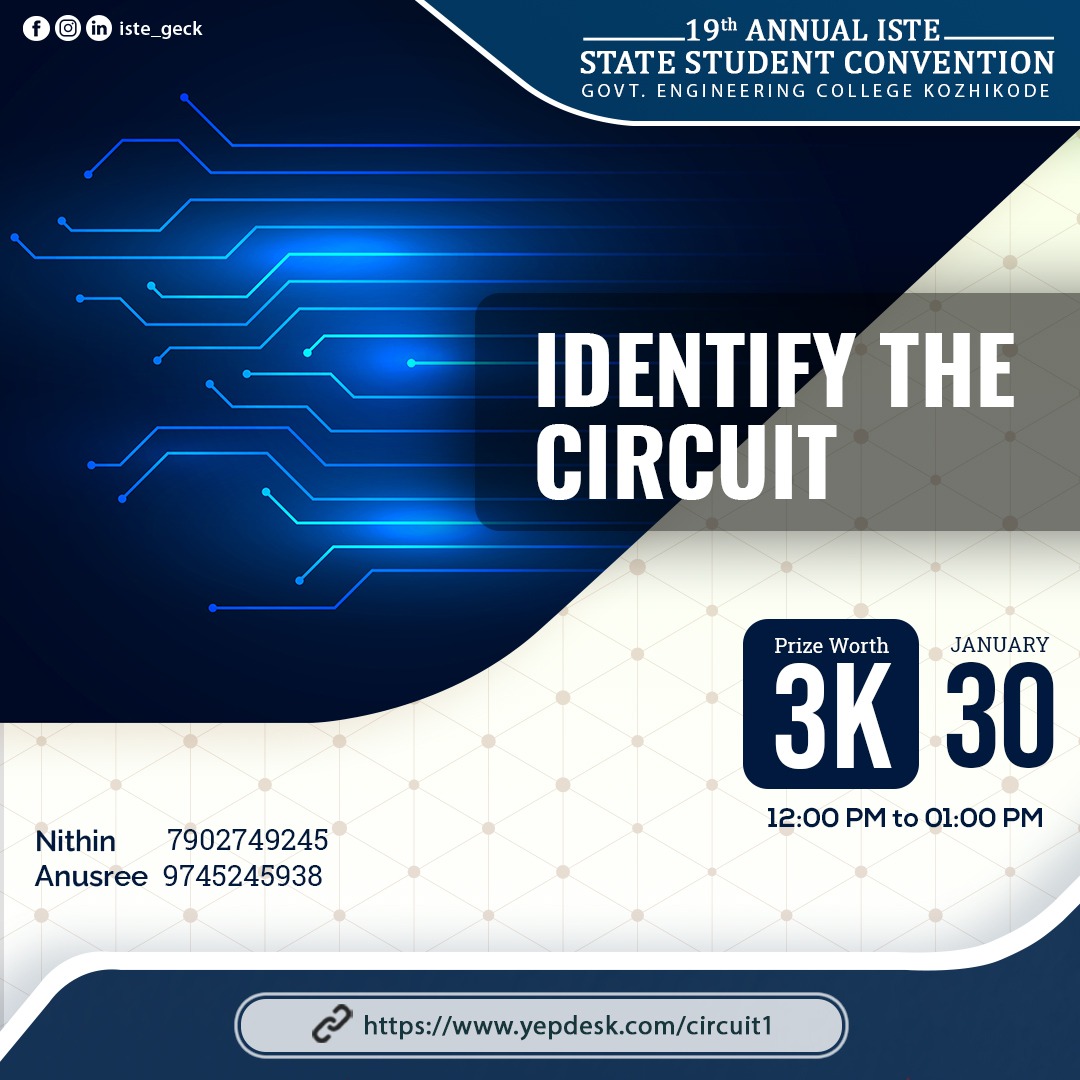 iste_geck
19th ANNUAL ISTE
STATE STUDENT CONVENTION
GOVT. ENGINEERING COLLEGE KOZHIKODE
IDENTIFY THE
CIRCUIT
Prize Worth
3K
JANUARY
30
12:00 PM to 01:00 PM
Nithin 7902749245
Anusree 9745245938
https://www.yepdesk.com/circuit1